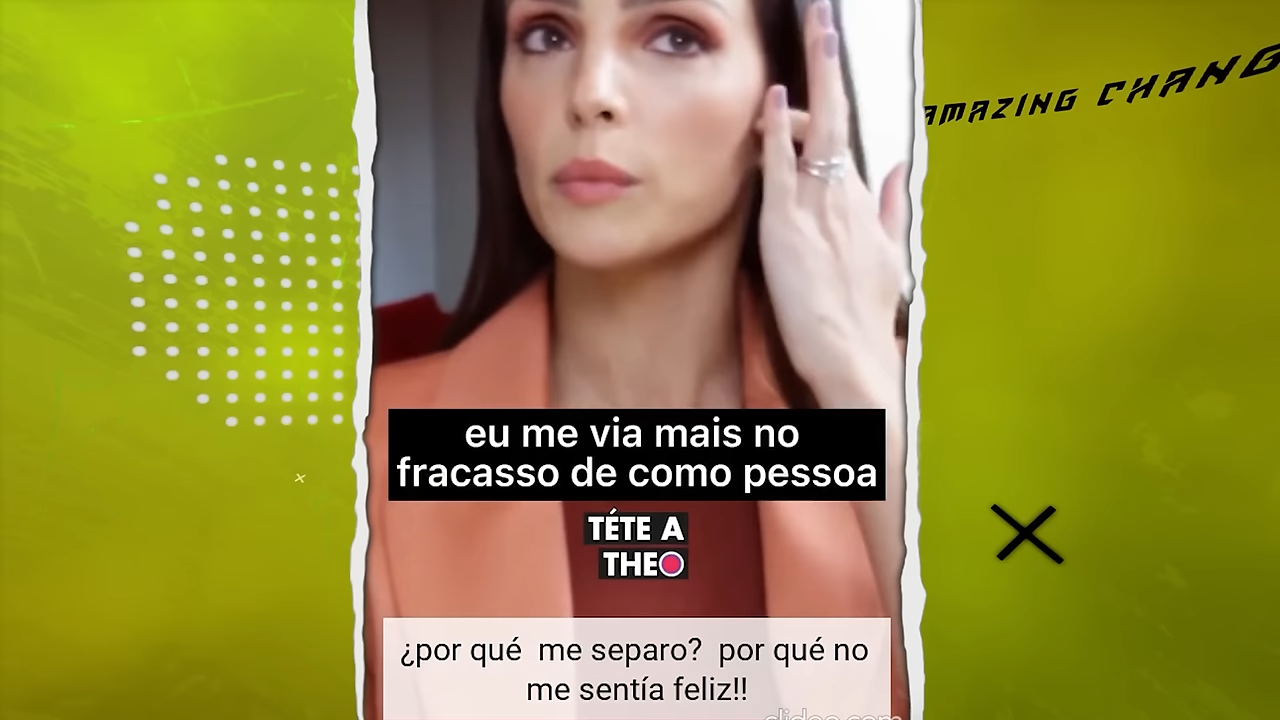 AMAZING CHANG
eu me via mais no
fracasso de como pessoa
TÉTE A
THEO
¿por qué me separo? por qué no
me sentía feliz!!